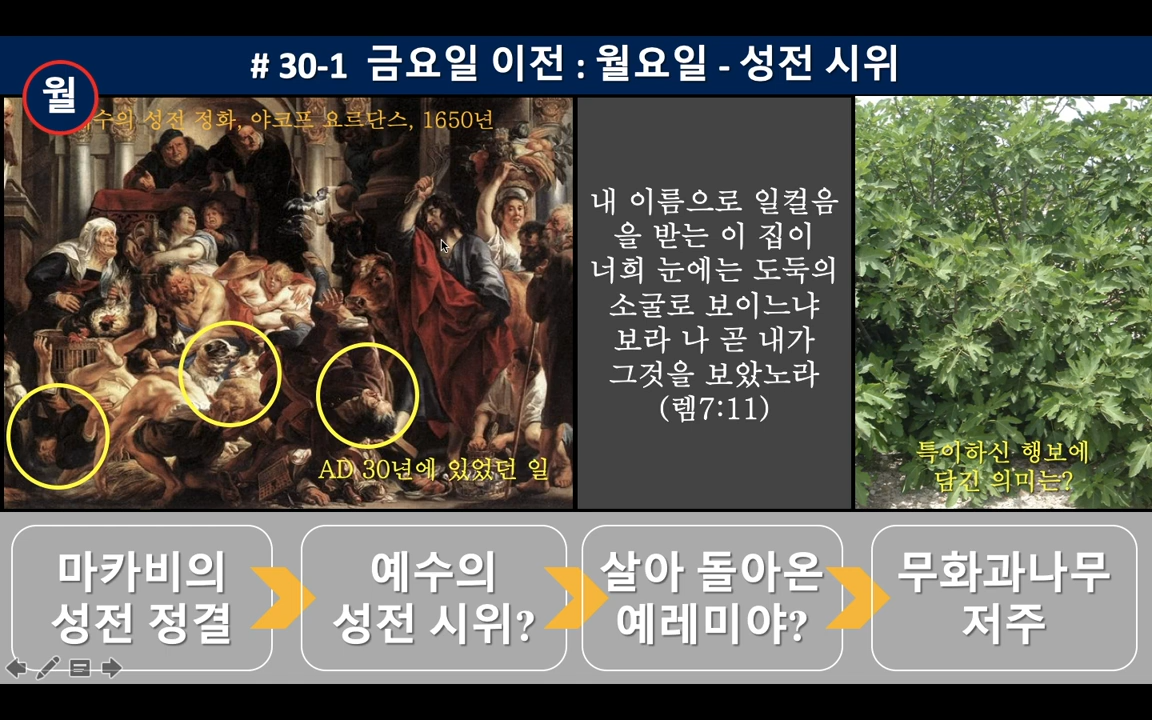 # 30-1 금요일 이전 : 월요일 - 성전 시위
월
수의 성전 정화, 야코프 요르단스, 1650년
AD 30년에 있었던 일
내 이름으로 일컬음
을 받는 이 집이
너희 눈에는 도둑의
소굴로 보이느냐
보라 나 곧 내가
그것을 보았노라
(렘7:11)
특이하신 행보에
담긴 의미는?
마카비의
성전 정결
예수의
성전 시위?
살아 돌아온
예레미야?
무화과나무
저주